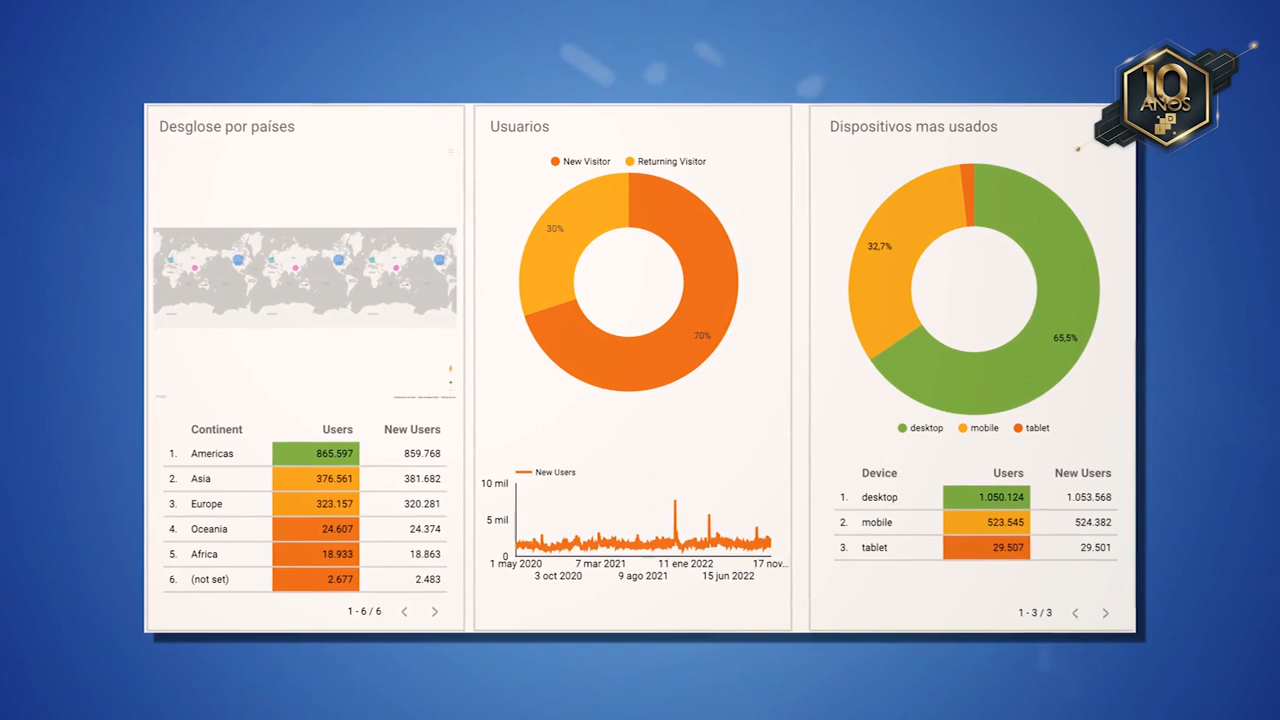 10
AÑOS
Desglose por países
Continent Users New Users
1. Americas 865.597 859.768
2. Asia 376.561 381.682
3. Europe 323.157 320.281
4. Oceania 24.607 24.374
5. Africa 18.933 18.863
6. (not set) 2.677 2.483
1 - 6 / 6
Usuarios
New Visitor Returning Visitor
30%
70%
New Users
10 mil
5 mil
0
1 may 2020 7 mar 2021 11 ene 2022 17 nov...
3 oct 2020 9 ago 2021 15 jun 2022
Dispositivos mas usados
32,7%
65,5%
desktop mobile tablet
Device Users New Users
1. desktop 1.050.124 1.053.568
2. mobile 523.545 524.382
3. tablet 29.507 29.501
1 - 3 / 3